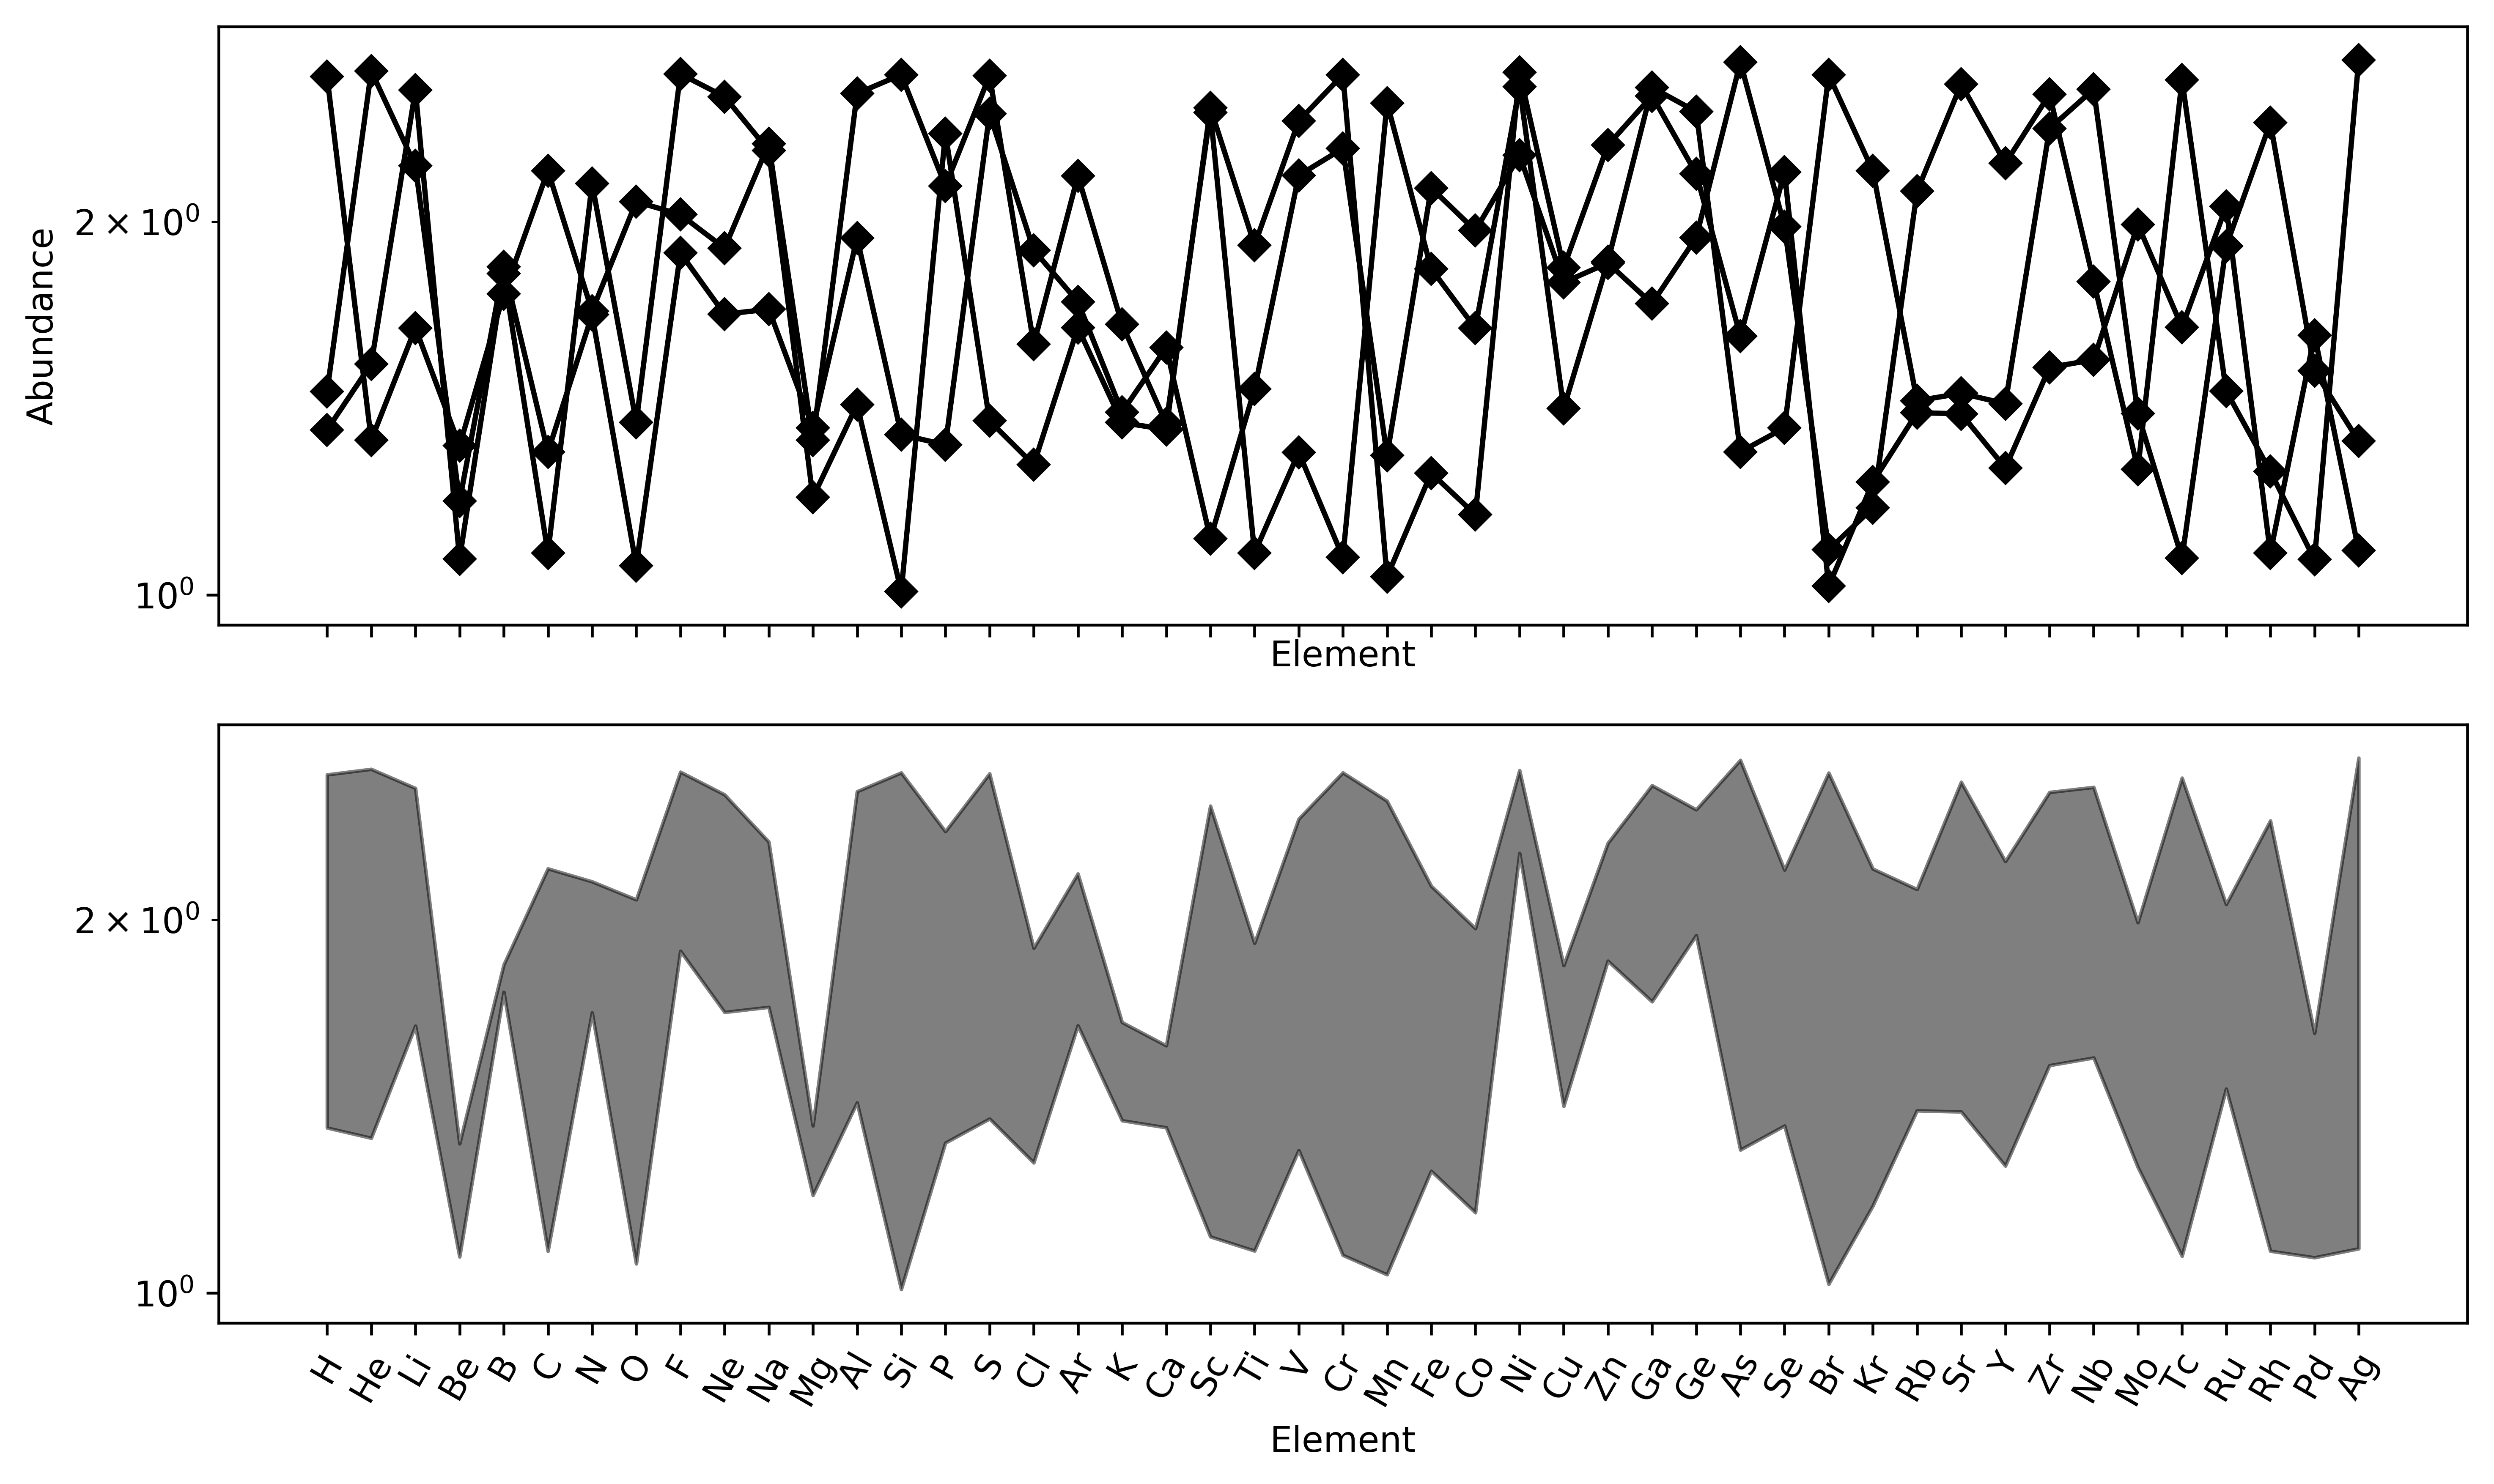 Abundance
2 × 10⁰
10⁰
Element
2 × 10⁰
10⁰
H He Li Be B C N O F Ne Na Mg Al Si P S Cl Ar K Ca Sc Ti V Cr Mn Fe Co Ni Cu Zn Ga Ge As Se Br Kr Rb Sr Y Zr Nb Mo TC Ru Rh Pd Ag
Element